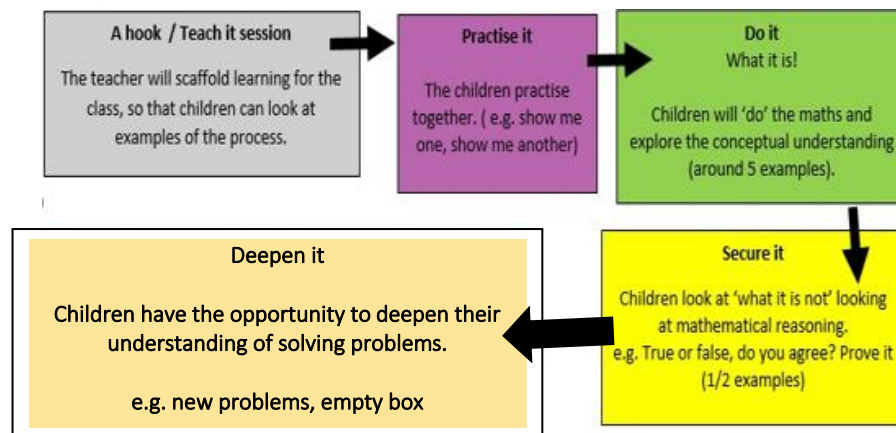 A hook / Teach it session
The teacher will scaffold learning for the
class, so that children can look at
examples of the process.
Practise it
The children practise
together. ( e.g. show me
one, show me another)
Do it
What it is!
Children will ‘do’ the maths and
explore the conceptual understanding
(around 5 examples).
Secure it
Children look at ‘what it is not’ looking
at mathematical reasoning.
e.g. True or false, do you agree? Prove it
(1/2 examples)
Deepen it
Children have the opportunity to deepen their
understanding of solving problems.
e.g. new problems, empty box